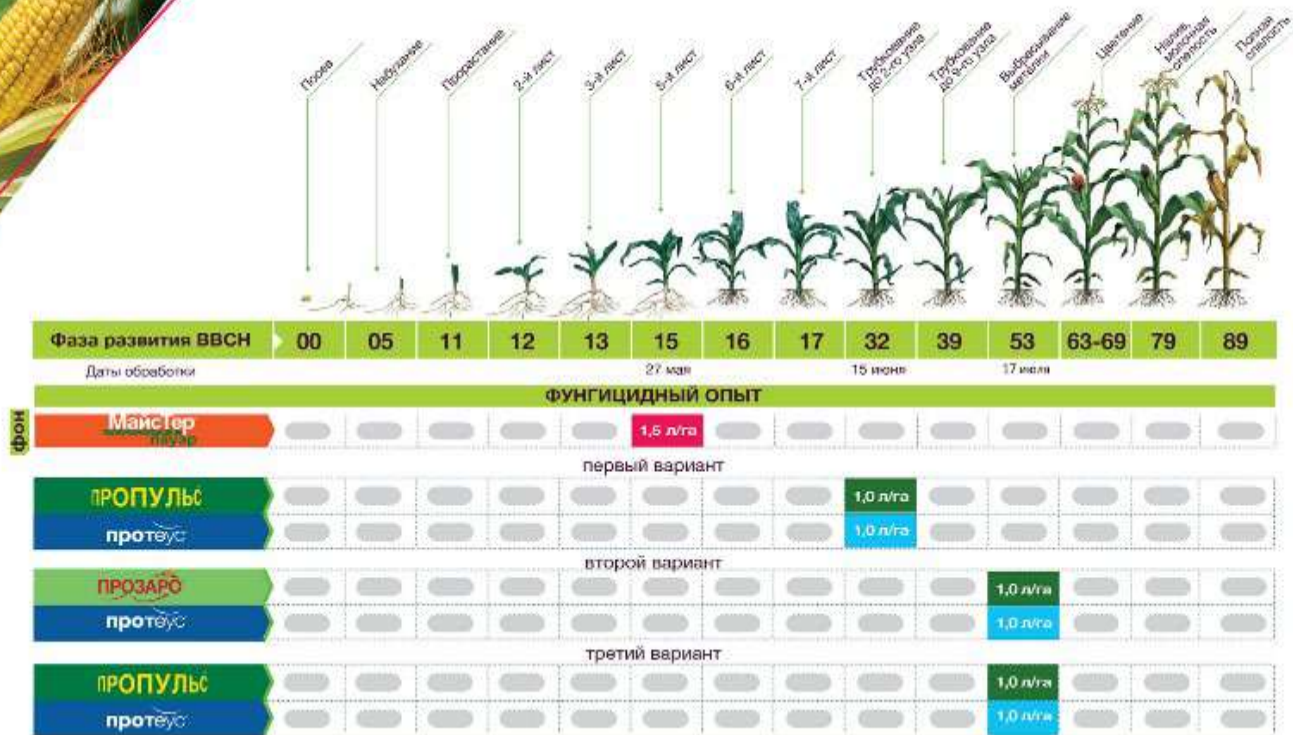 Посев
Набухание
Прорастание
2-й лист
3-й лист
5-й лист
6-й лист
7-й лист
Трубкование
до 2-го узла
Трубкование
до 9-го узла
Выбрасывание
метелки
Цветение
Налив,
молочная
спелость
Полная
спелость
Фаза развития ВВСН 00 05 11 12 13 15 16 17 32 39 53 63-69 79 89
Даты обработки 27 мая 15 июня 17 июля
ФУНГИЦИДНЫЙ ОПЫТ
фон
МайсТер
пауэр
1,5 л/га
первый вариант
ПРОПУЛЬС 1,0 л/га
протеус 1,0 л/га
второй вариант
ПРОЗАРО 1,0 л/га
протеус 1,0 л/га
третий вариант
ПРОПУЛЬС 1,0 л/га
протеус 1,0 л/га